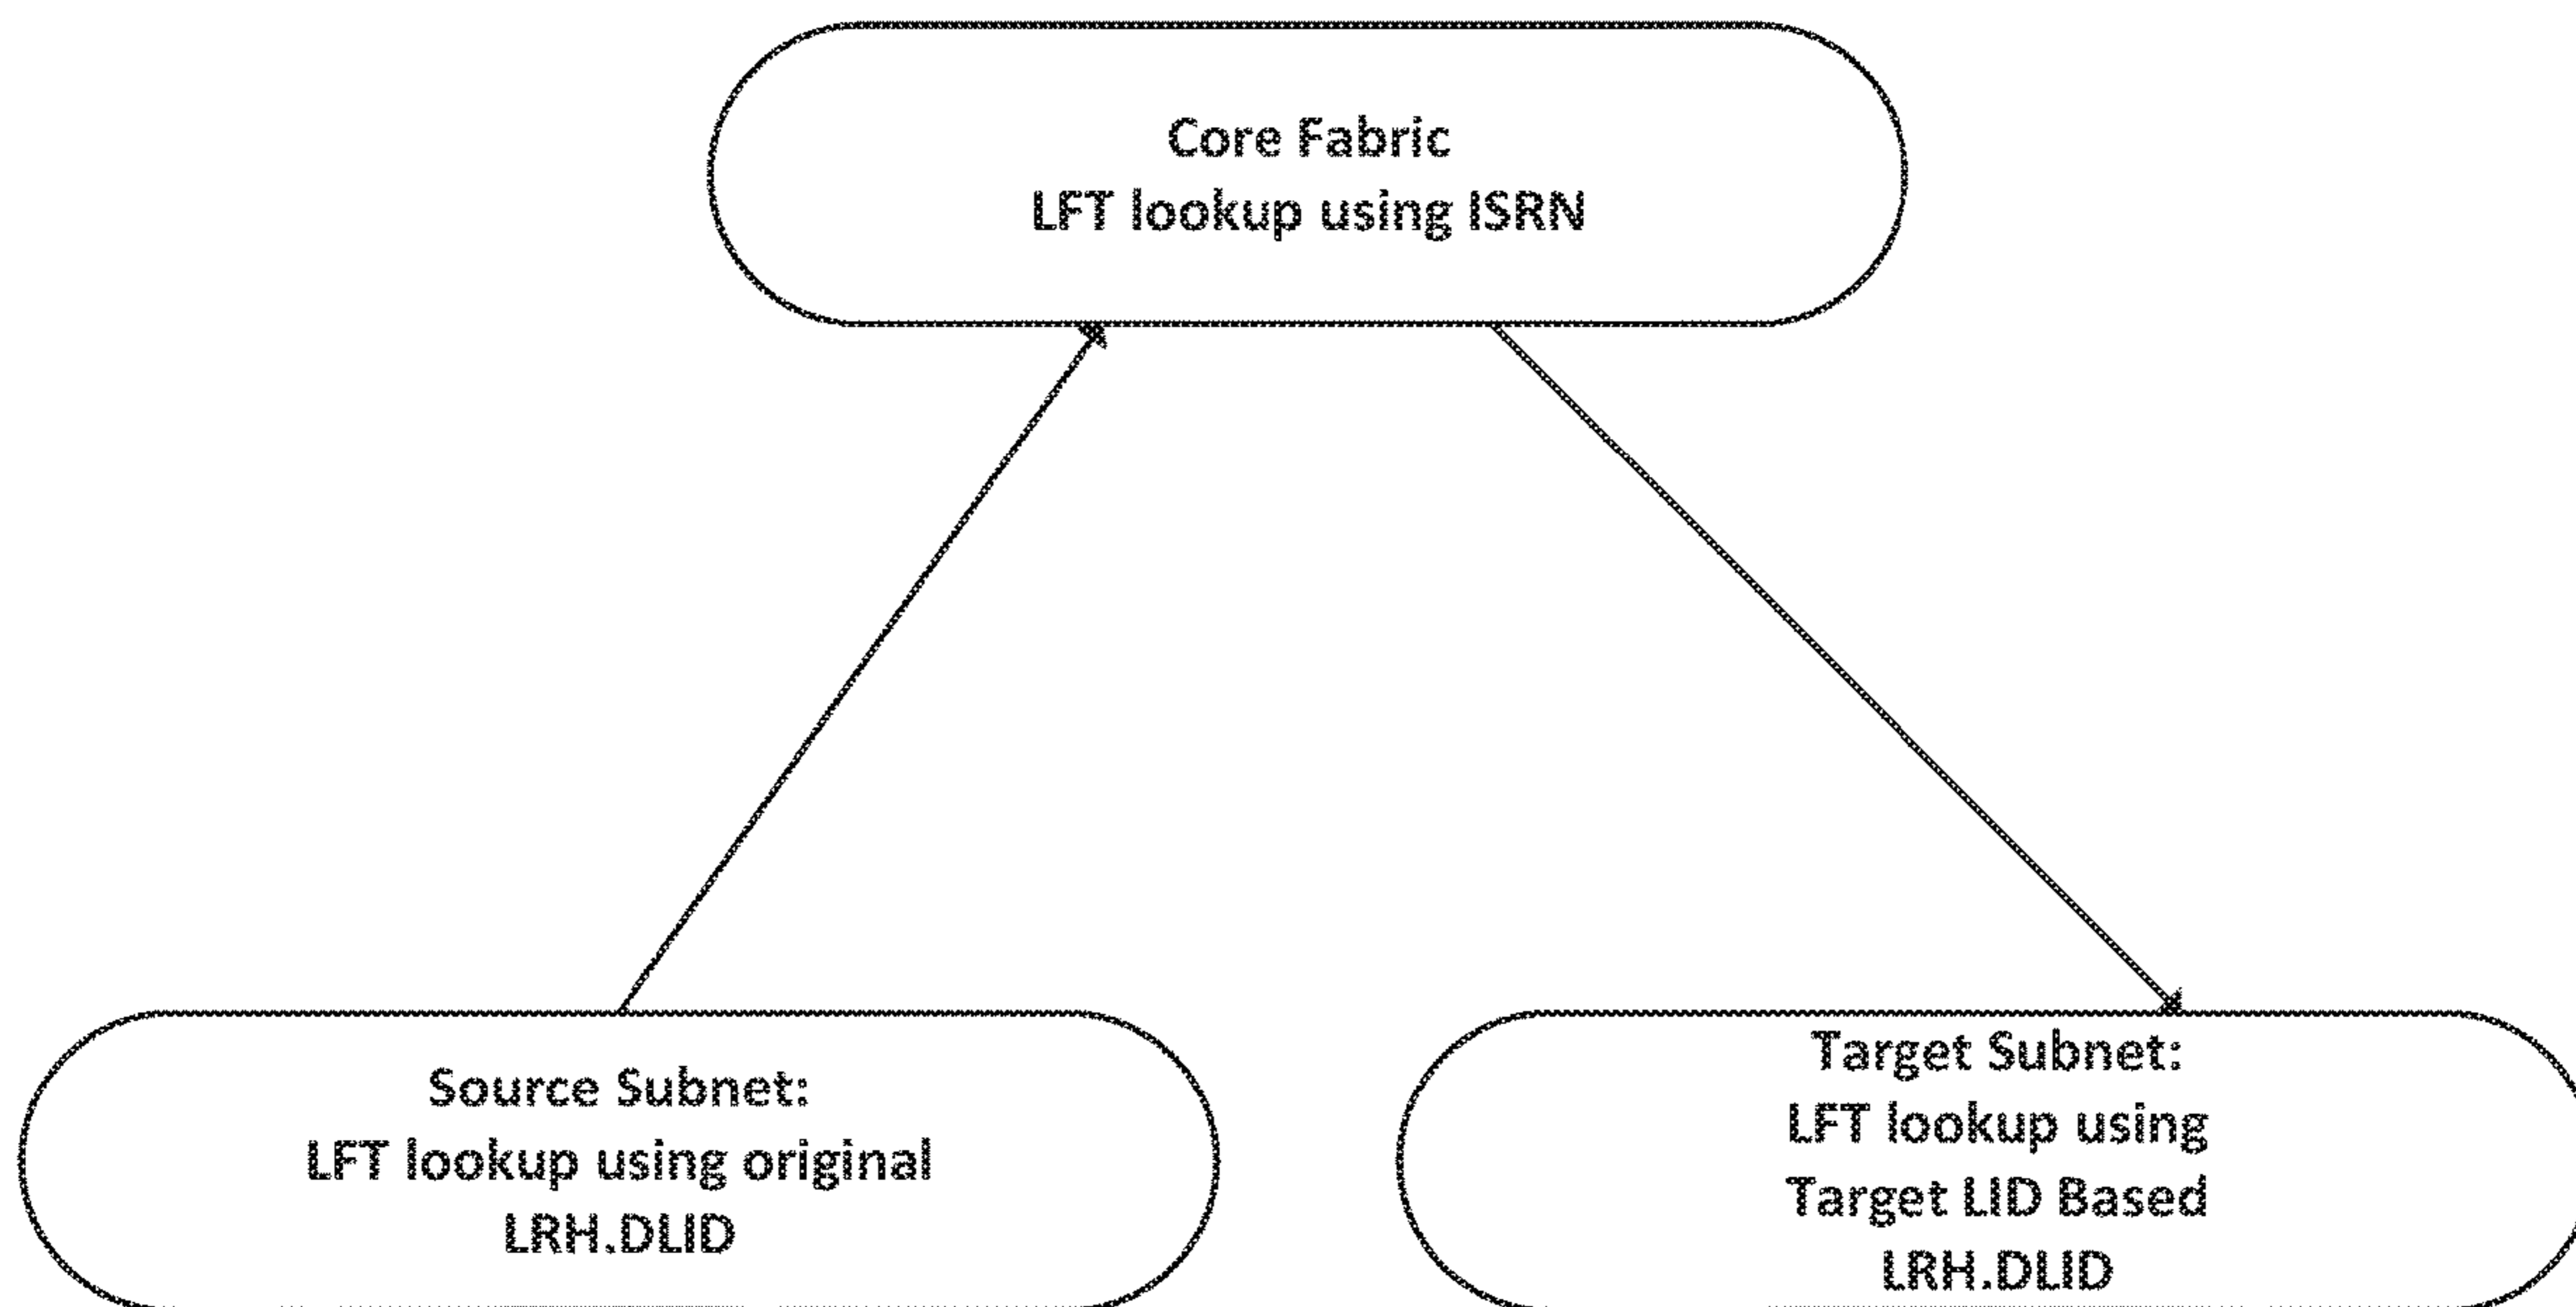 Core Fabric
LFT lookup using ISRN
Source Subnet:
LFT lookup using original
LRH.DLID
Target Subnet:
LFT lookup using
Target LID Based
LRH.DLID